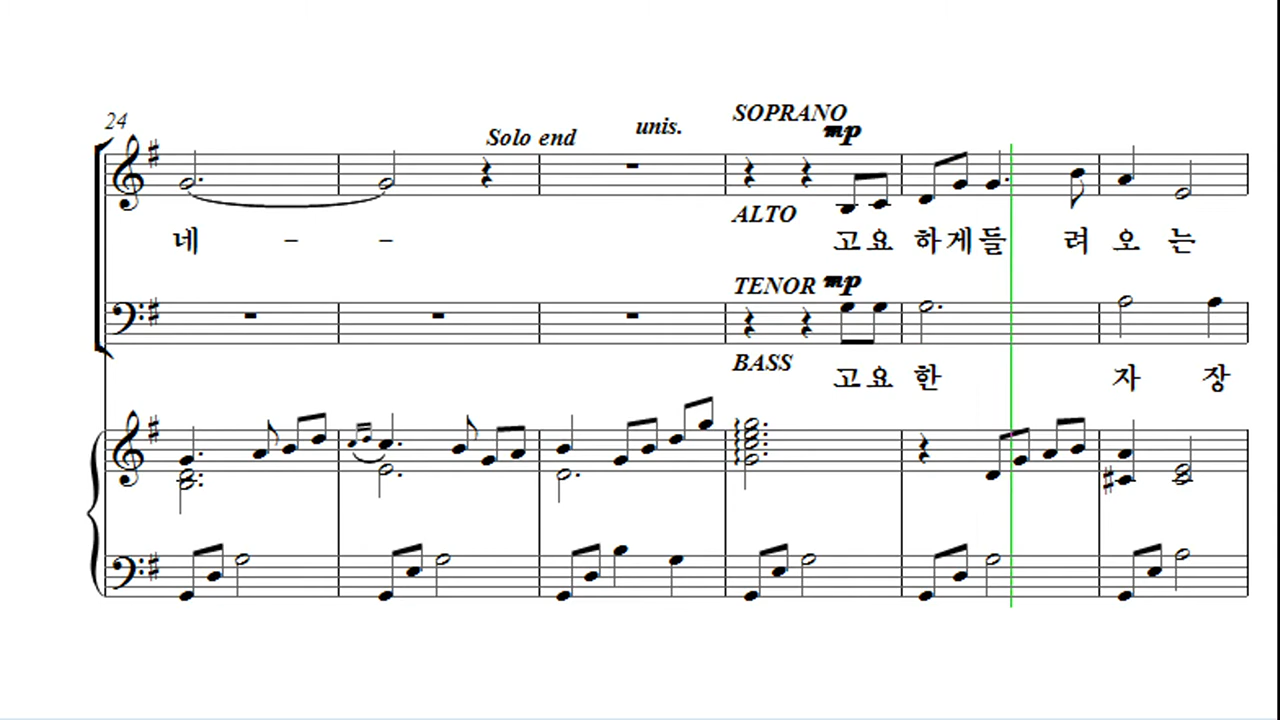 24
Solo end
unis.
SOPRANO
mp
ALTO
네 - - 고 요 하 게 들 려 오 는
TENOR mp
BASS
고 요 한 자 장